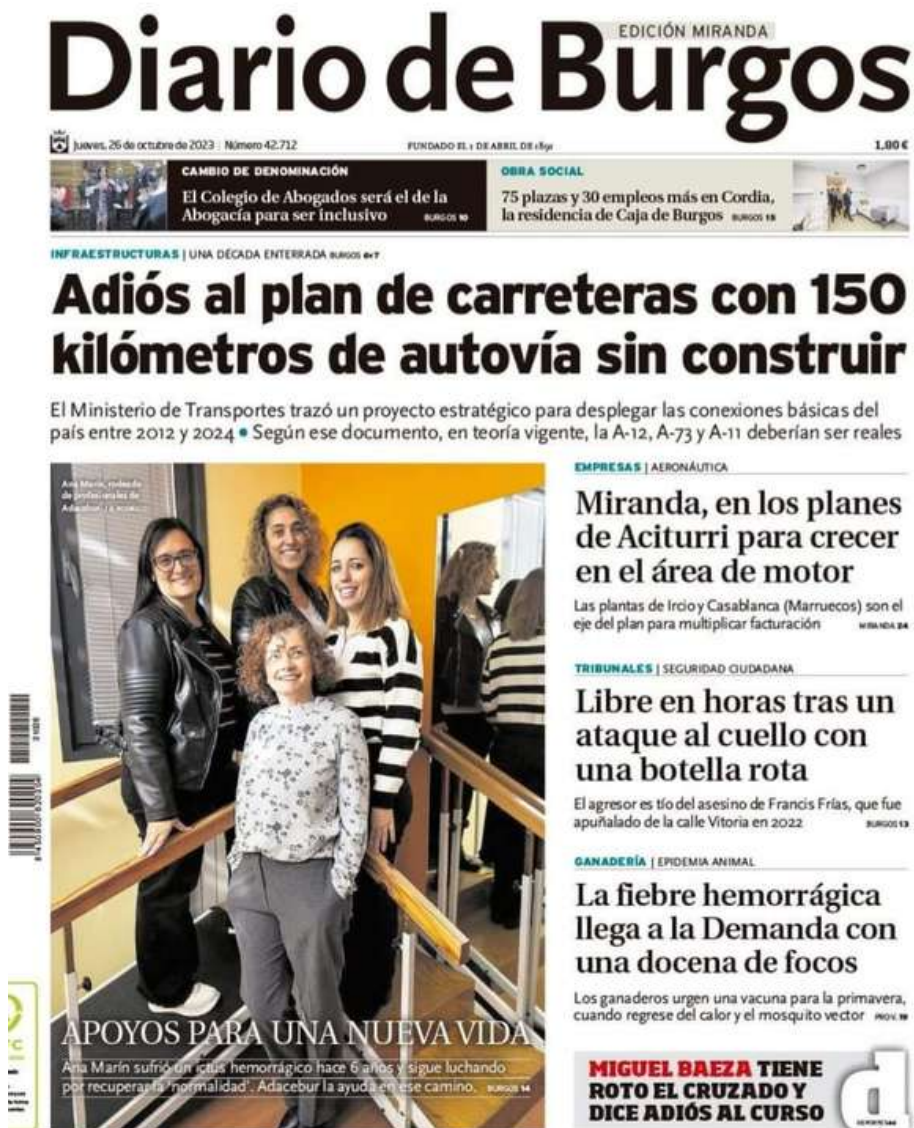 EDICIÓN MIRANDA
Diario de Burgos
Jueves, 26 de octubre de 2023 | Número 42.712
FUNDADO EL 1 DE ABRIL DE 1891
1,80 €
CAMBIO DE DENOMINACIÓN
El Colegio de Abogados será el de la
Abogacía para ser inclusivo BURGOS 10
OBRA SOCIAL
75 plazas y 30 empleos más en Cordia,
la residencia de Caja de Burgos BURGOS
INFRAESTRUCTURAS | UNA DÉCADA ENTERRADA BURGOS 6Y7
Adiós al plan de carreteras con 150
kilómetros de autovía sin construir
El Ministerio de Transportes trazó un proyecto estratégico para desplegar las conexiones básicas del
país entre 2012 y 2024 • Según ese documento, en teoría vigente, la A-12, A-73 y A-11 deberían ser reales
Ana Marín, rodeada
de profesionales de
Adacebur.
APOYOS PARA UNA NUEVA VIDA
Ana Marín sufrió un ictus hemorrágico hace 6 años y sigue luchando
por recuperar la 'normalidad'. Adacebur la ayuda en ese camino. BURGOS 14
EMPRESAS | AERONÁUTICA
Miranda, en los planes
de Aciturri para crecer
en el área de motor
Las plantas de Ircio y Casablanca (Marruecos) son el
eje del plan para multiplicar facturación MIRANDA 24
TRIBUNALES | SEGURIDAD CIUDADANA
Libre en horas tras un
ataque al cuello con
una botella rota
El agresor es tío del asesino de Francis Frías, que fue
apuñalado de la calle Vitoria en 2022 BURGOS 13
GANADERÍA | EPIDEMIA ANIMAL
La fiebre hemorrágica
llega a la Demanda con
una docena de focos
Los ganaderos urgen una vacuna para la primavera,
cuando regrese del calor y el mosquito vector PROV. 19
MIGUEL BAEZA TIENE
ROTO EL CRUZADO Y
DICE ADIÓS AL CURSO
d